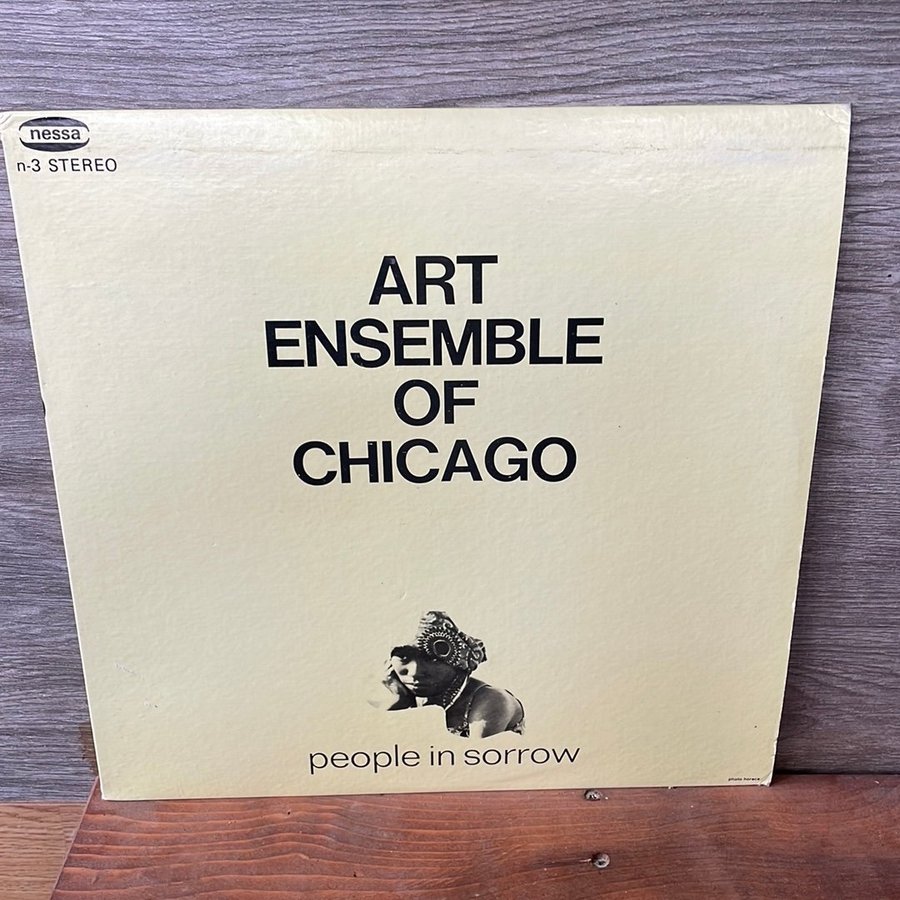 nessa
n-3 STEREO
ART
ENSEMBLE
OF
CHICAGO
people in sorrow
photo horace